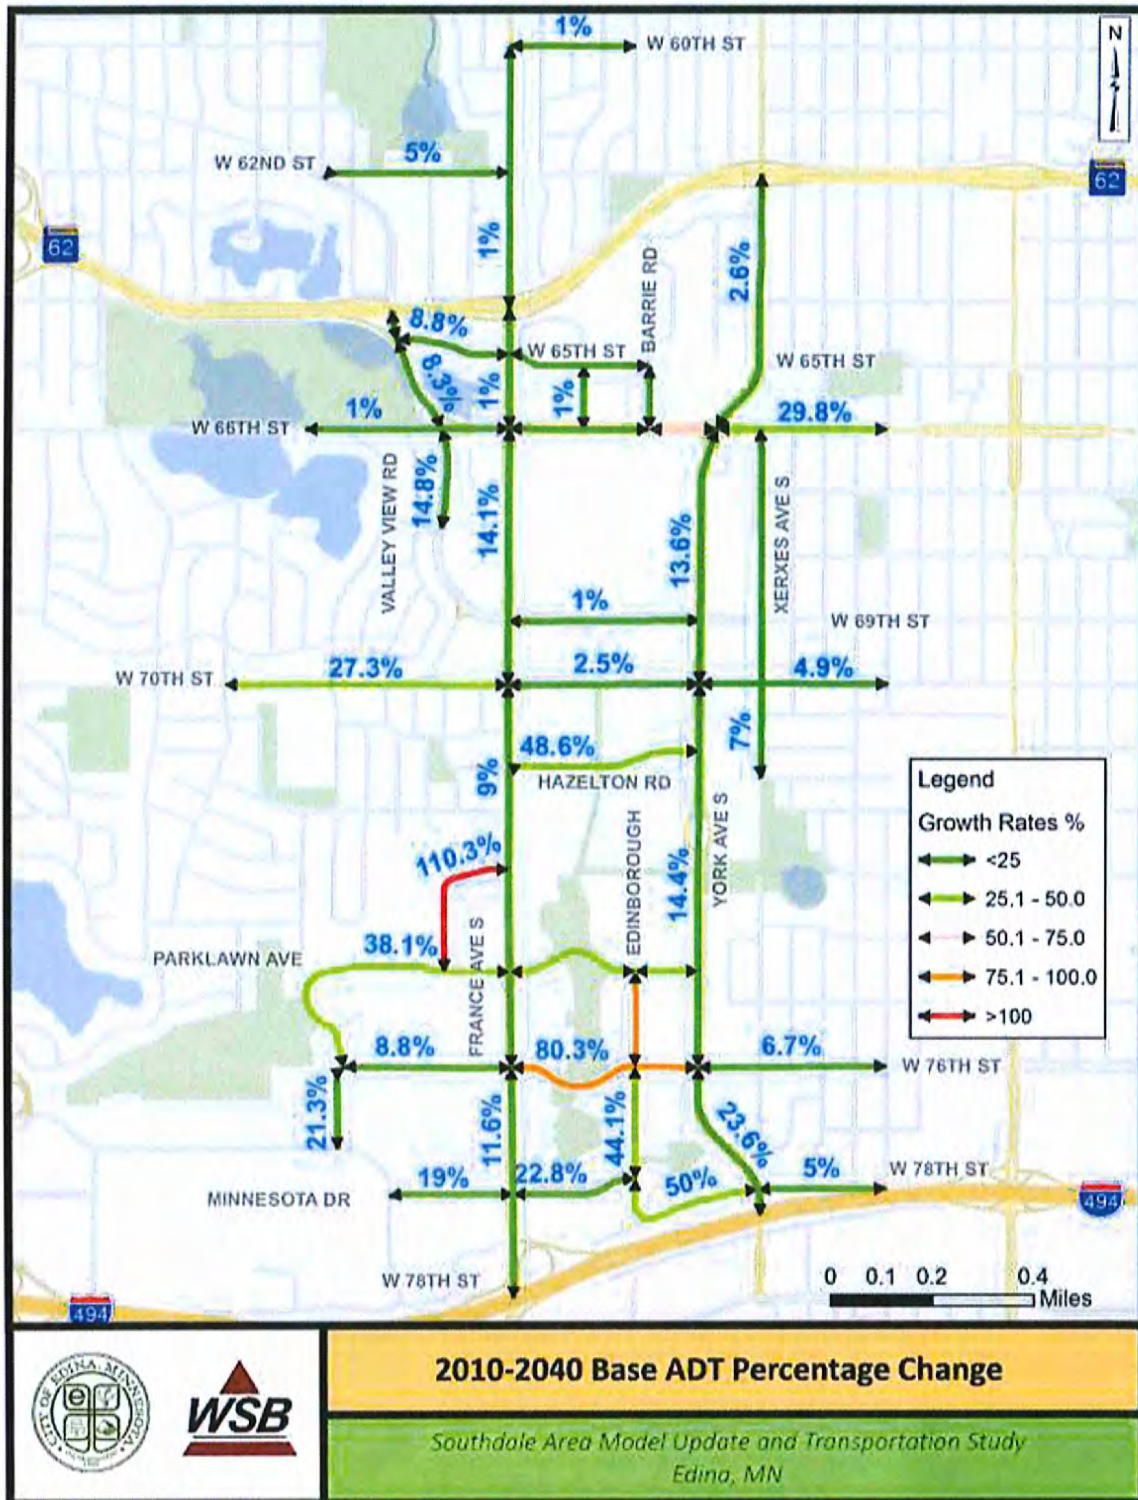 1%
W 60TH ST
N
W 62ND ST
5%
62
62
1%
2.6%
BARRIE RD
8.8%
W 65TH ST
W 65TH ST
8.3%
1%
1%
1%
29.8%
W 66TH ST
VALLEY VIEW RD
14.8%
14.1%
13.6%
XERXES AVE S
1%
W 69TH ST
W 70TH ST
27.3%
2.5%
4.9%
7%
48.6%
HAZELTON RD
9%
EDINBOROUGH
YORK AVE S
14.4%
110.3%
Legend
Growth Rates %
<25
25.1 - 50.0
50.1 - 75.0
75.1 - 100.0
>100
PARKLAWN AVE
38.1%
FRANCE AVE S
8.8%
80.3%
6.7%
W 76TH ST
21.3%
11.6%
44.1%
23.6%
MINNESOTA DR
19%
22.8%
50%
5%
W 78TH ST
494
W 78TH ST
494
0 0.1 0.2 0.4
Miles
CITY OF EDINA, MINNESOTA
e
WSB
2010-2040 Base ADT Percentage Change
Southdale Area Model Update and Transportation Study
Edina, MN